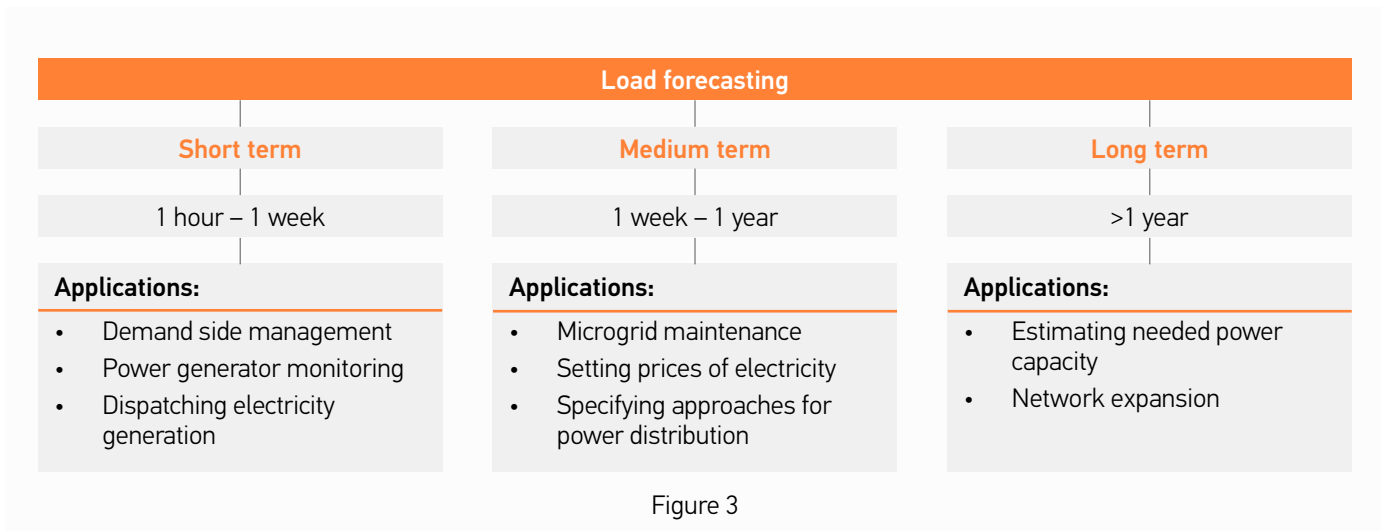 Load forecasting
Short term
1 hour – 1 week
Applications:
• Demand side management
• Power generator monitoring
• Dispatching electricity
generation
Medium term
1 week – 1 year
Applications:
• Microgrid maintenance
• Setting prices of electricity
• Specifying approaches for
power distribution
Long term
>1 year
Applications:
• Estimating needed power
capacity
• Network expansion
Figure 3